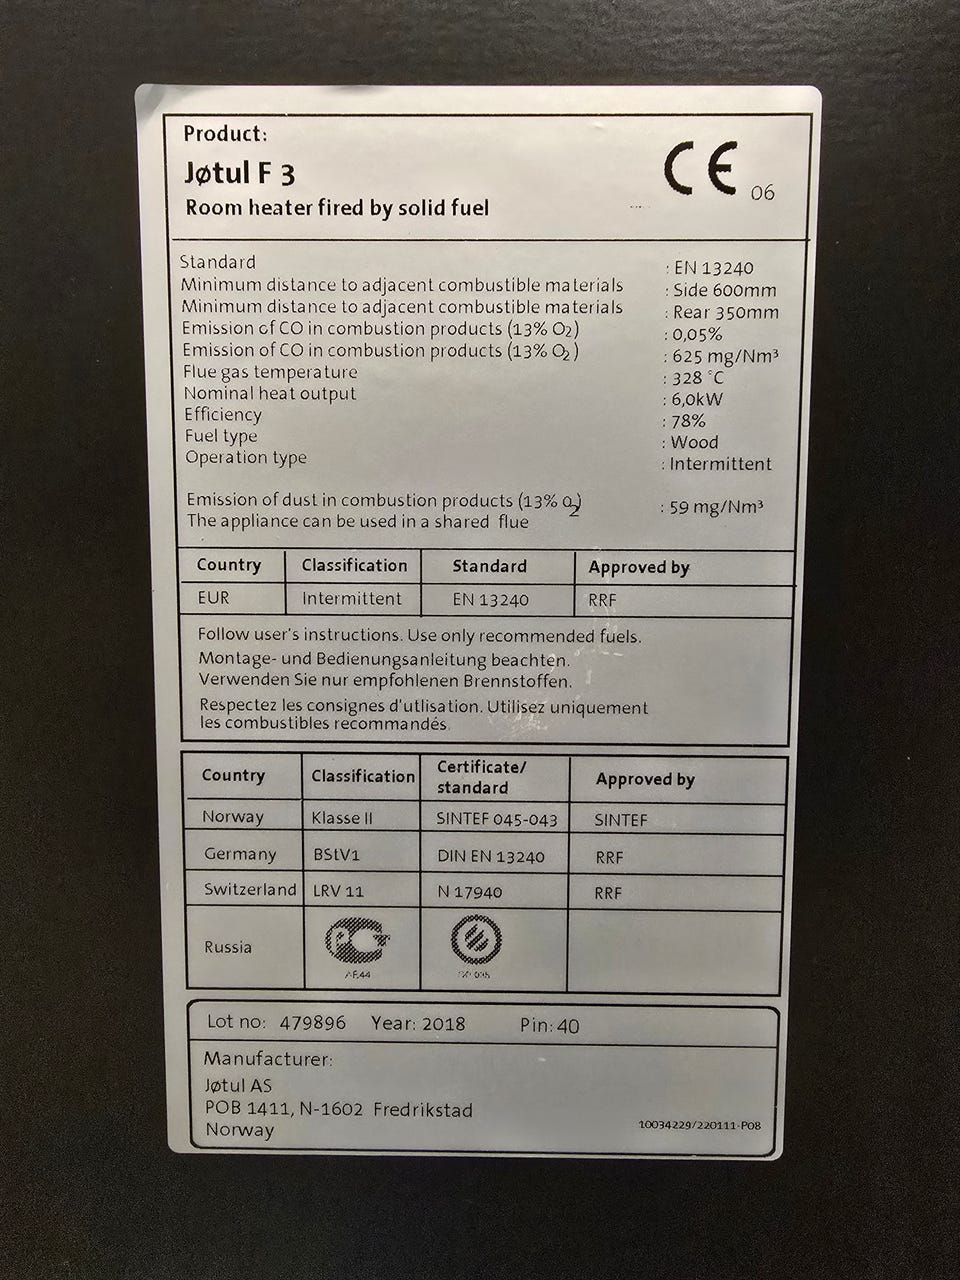 Product:
Jøtul F 3
Room heater fired by solid fuel
CE 06
Standard : EN 13240
Minimum distance to adjacent combustible materials : Side 600mm
Minimum distance to adjacent combustible materials : Rear 350mm
Emission of CO in combustion products (13% O₂) : 0,05%
Emission of CO in combustion products (13% O₂) : 625 mg/Nm³
Flue gas temperature : 328 °C
Nominal heat output : 6,0kW
Efficiency : 78%
Fuel type : Wood
Operation type : Intermittent
Emission of dust in combustion products (13% O₂) : 59 mg/Nm³
The appliance can be used in a shared flue
Country Classification Standard Approved by
EUR Intermittent EN 13240 RRF
Follow user's instructions. Use only recommended fuels.
Montage- und Bedienungsanleitung beachten.
Verwenden Sie nur empfohlenen Brennstoffen.
Respectez les consignes d'utlisation. Utilisez uniquement
les combustibles recommandés.
Country Classification Certificate/
standard Approved by
Norway Klasse II SINTEF 045-043 SINTEF
Germany BStV1 DIN EN 13240 RRF
Switzerland LRV 11 N 17940 RRF
Russia
Lot no: 479896 Year: 2018 Pin: 40
Manufacturer:
Jøtul AS
POB 1411, N-1602 Fredrikstad
Norway
10034229/220111-P08